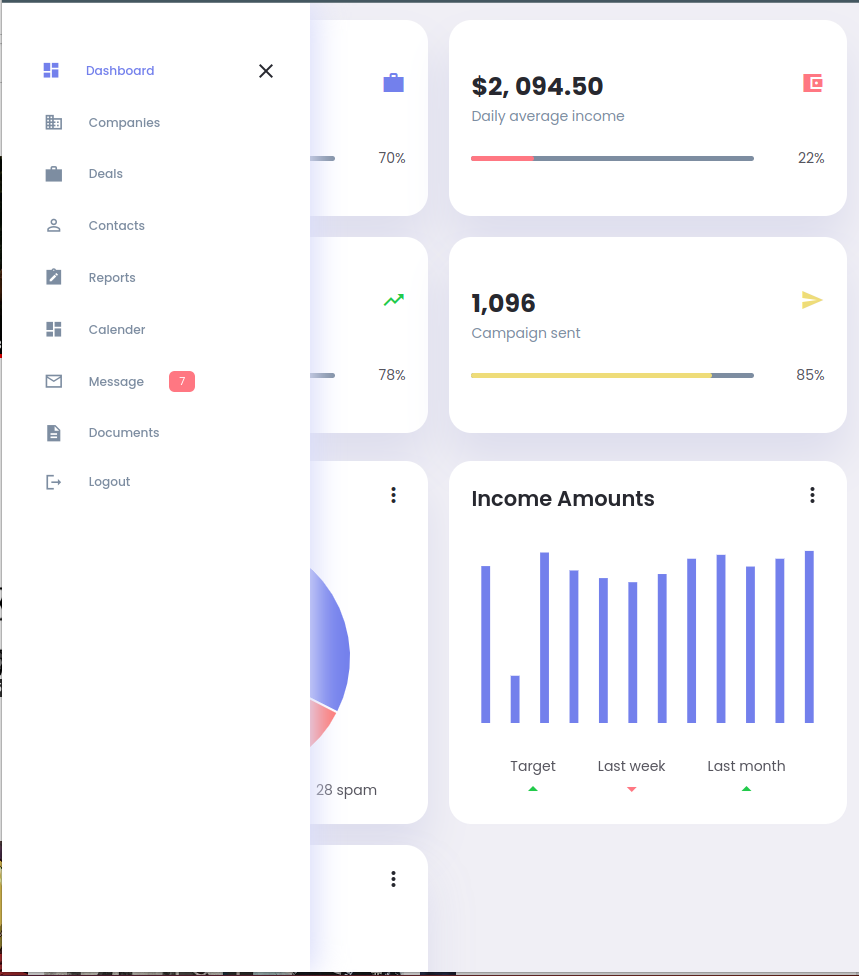 Dashboard
Companies
Deals
Contacts
Reports
Calender
Message 7
Documents
Logout
70%
$2, 094.50
Daily average income
22%
78%
1,096
Campaign sent
85%
28 spam
Income Amounts
Target Last week Last month